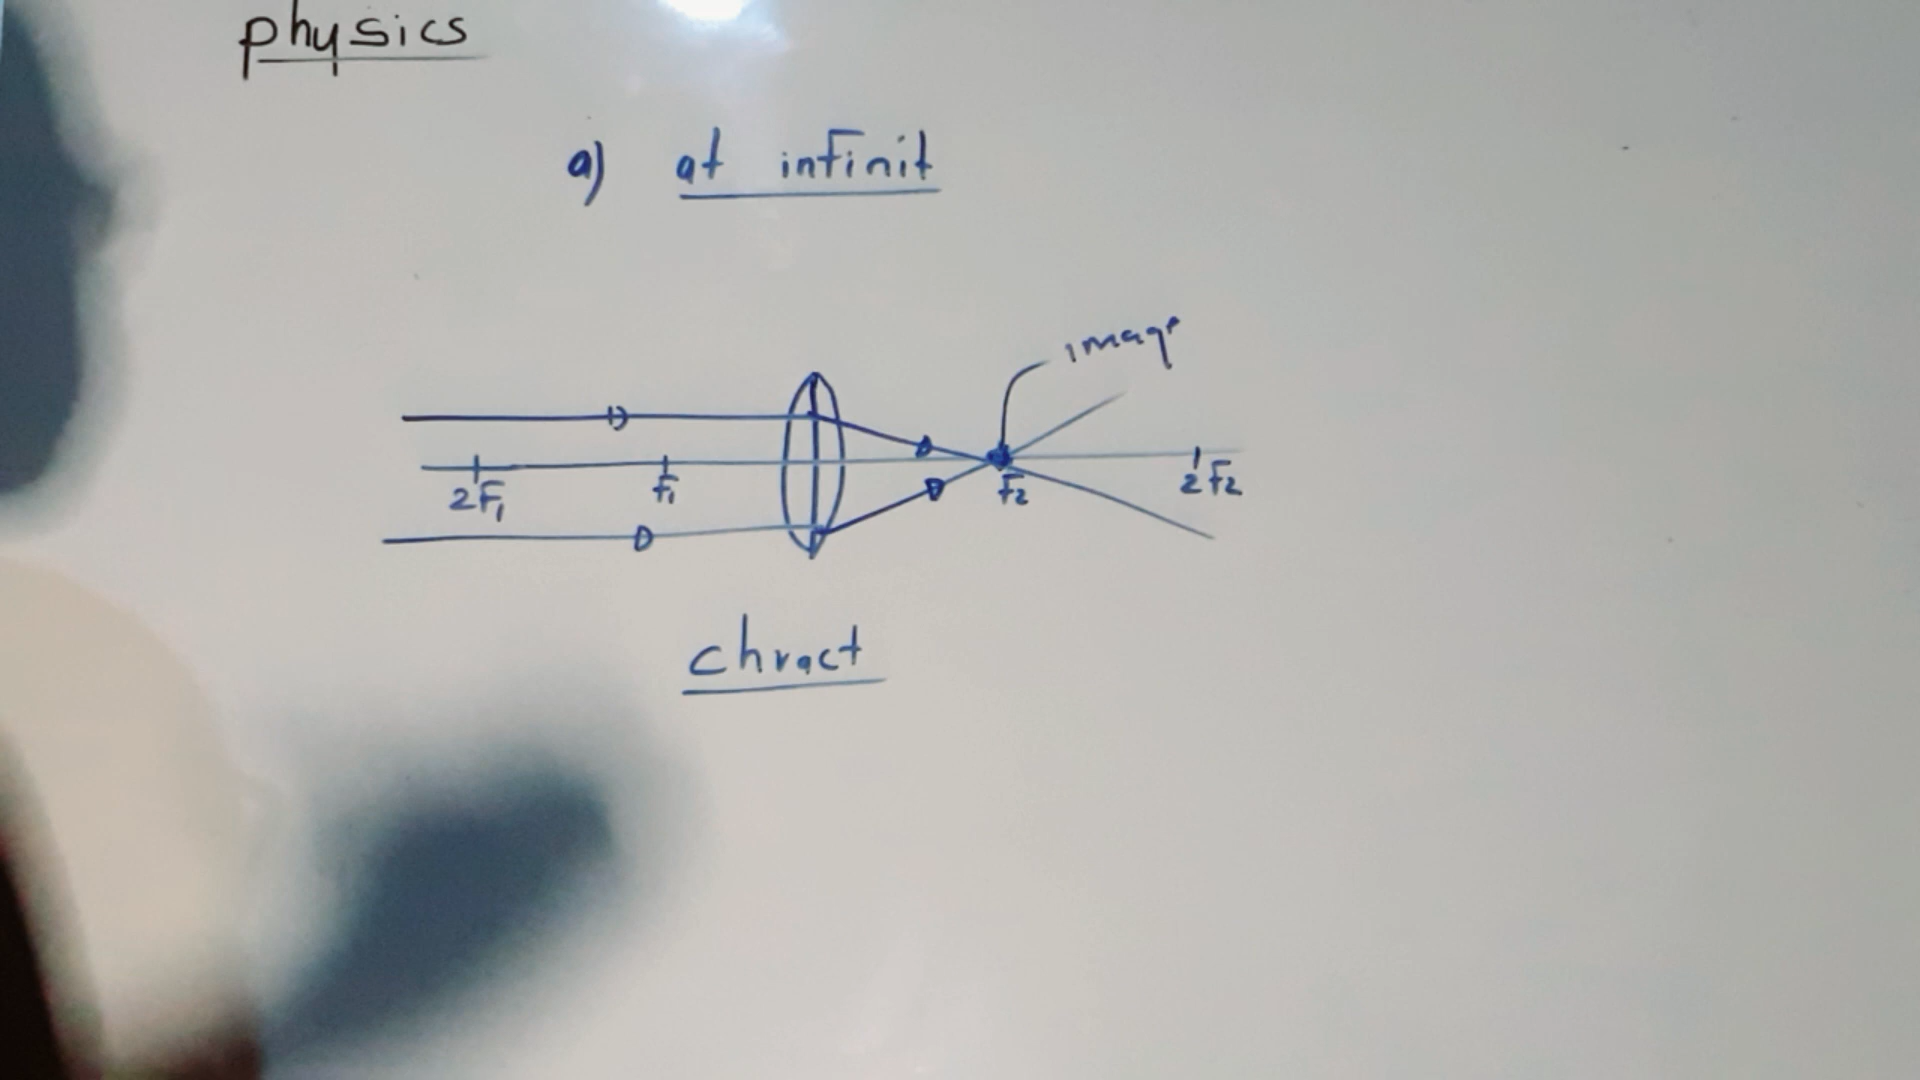 physics
a) at infinit
image
2F₁ F₁ F₂ 2F₂
chract